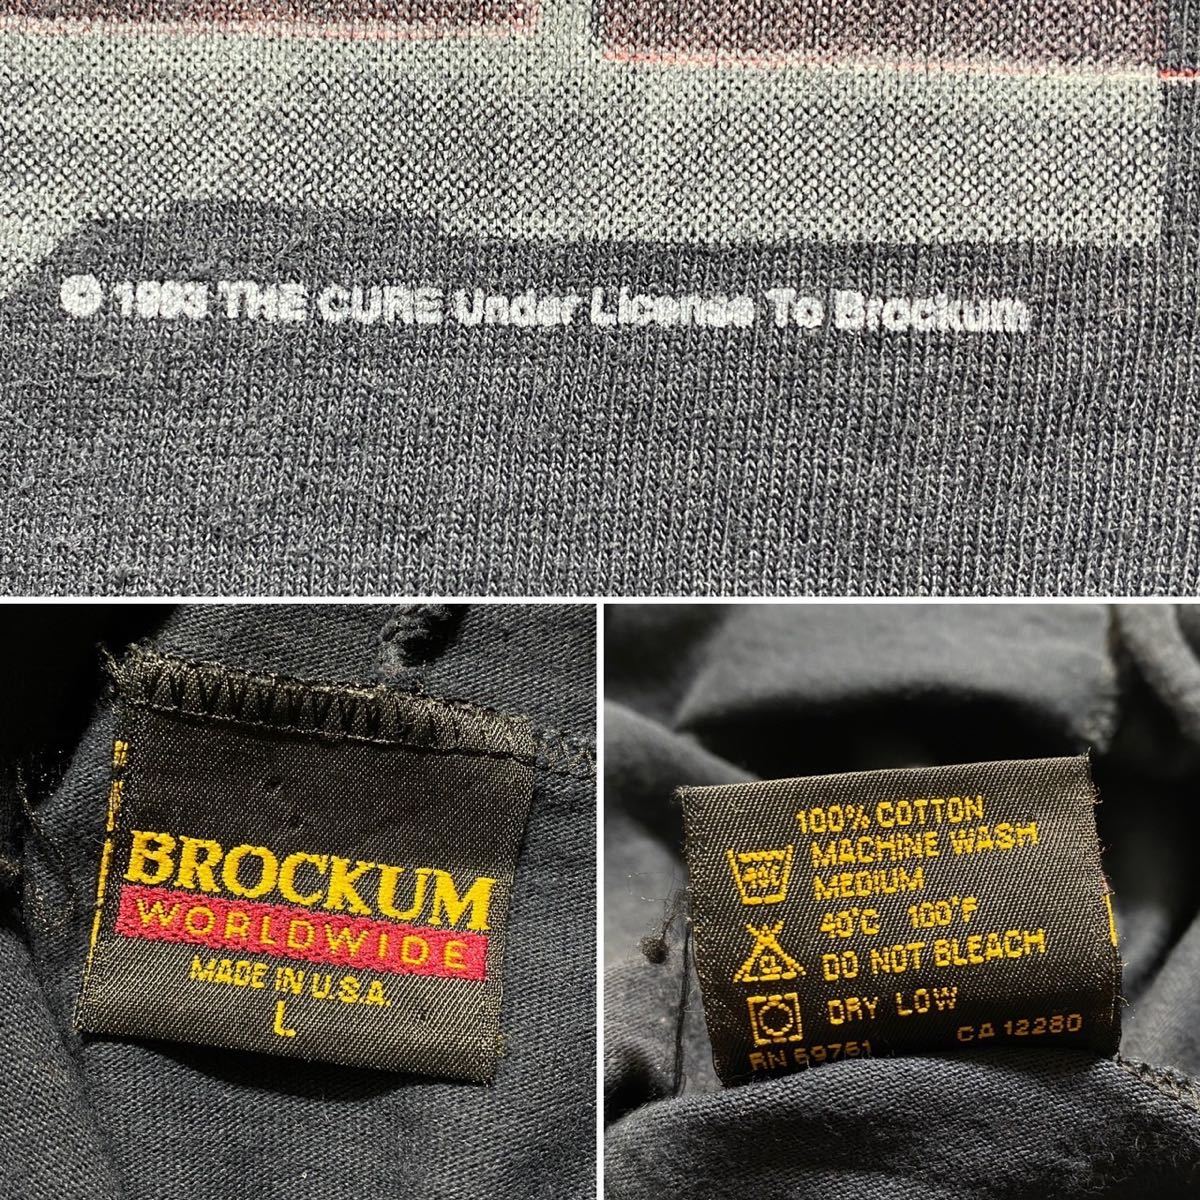 © 1993 THE CURE Under License To Brockum
BROCKUM
WORLDWIDE
MADE IN U.S.A.
L
100% COTTON
MACHINE WASH
MEDIUM
40°C 100°F
DO NOT BLEACH
DRY LOW
RN 69761 CA 12280